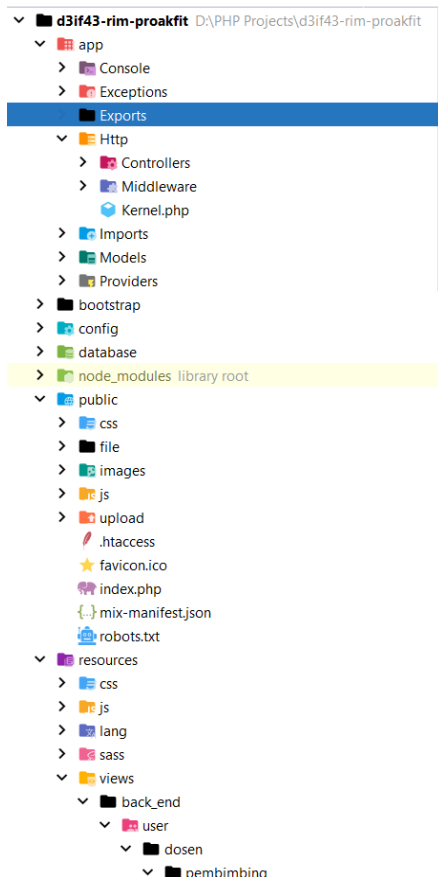 d3if43-rim-proakfit D:\PHP Projects\d3if43-rim-proakfit
app
Console
Exceptions
Exports
Http
Controllers
Middleware
Kernel.php
Imports
Models
Providers
bootstrap
config
database
node_modules library root
public
css
file
images
js
upload
.htaccess
favicon.ico
index.php
mix-manifest.json
robots.txt
resources
css
js
lang
sass
views
back_end
user
dosen
pembimbing